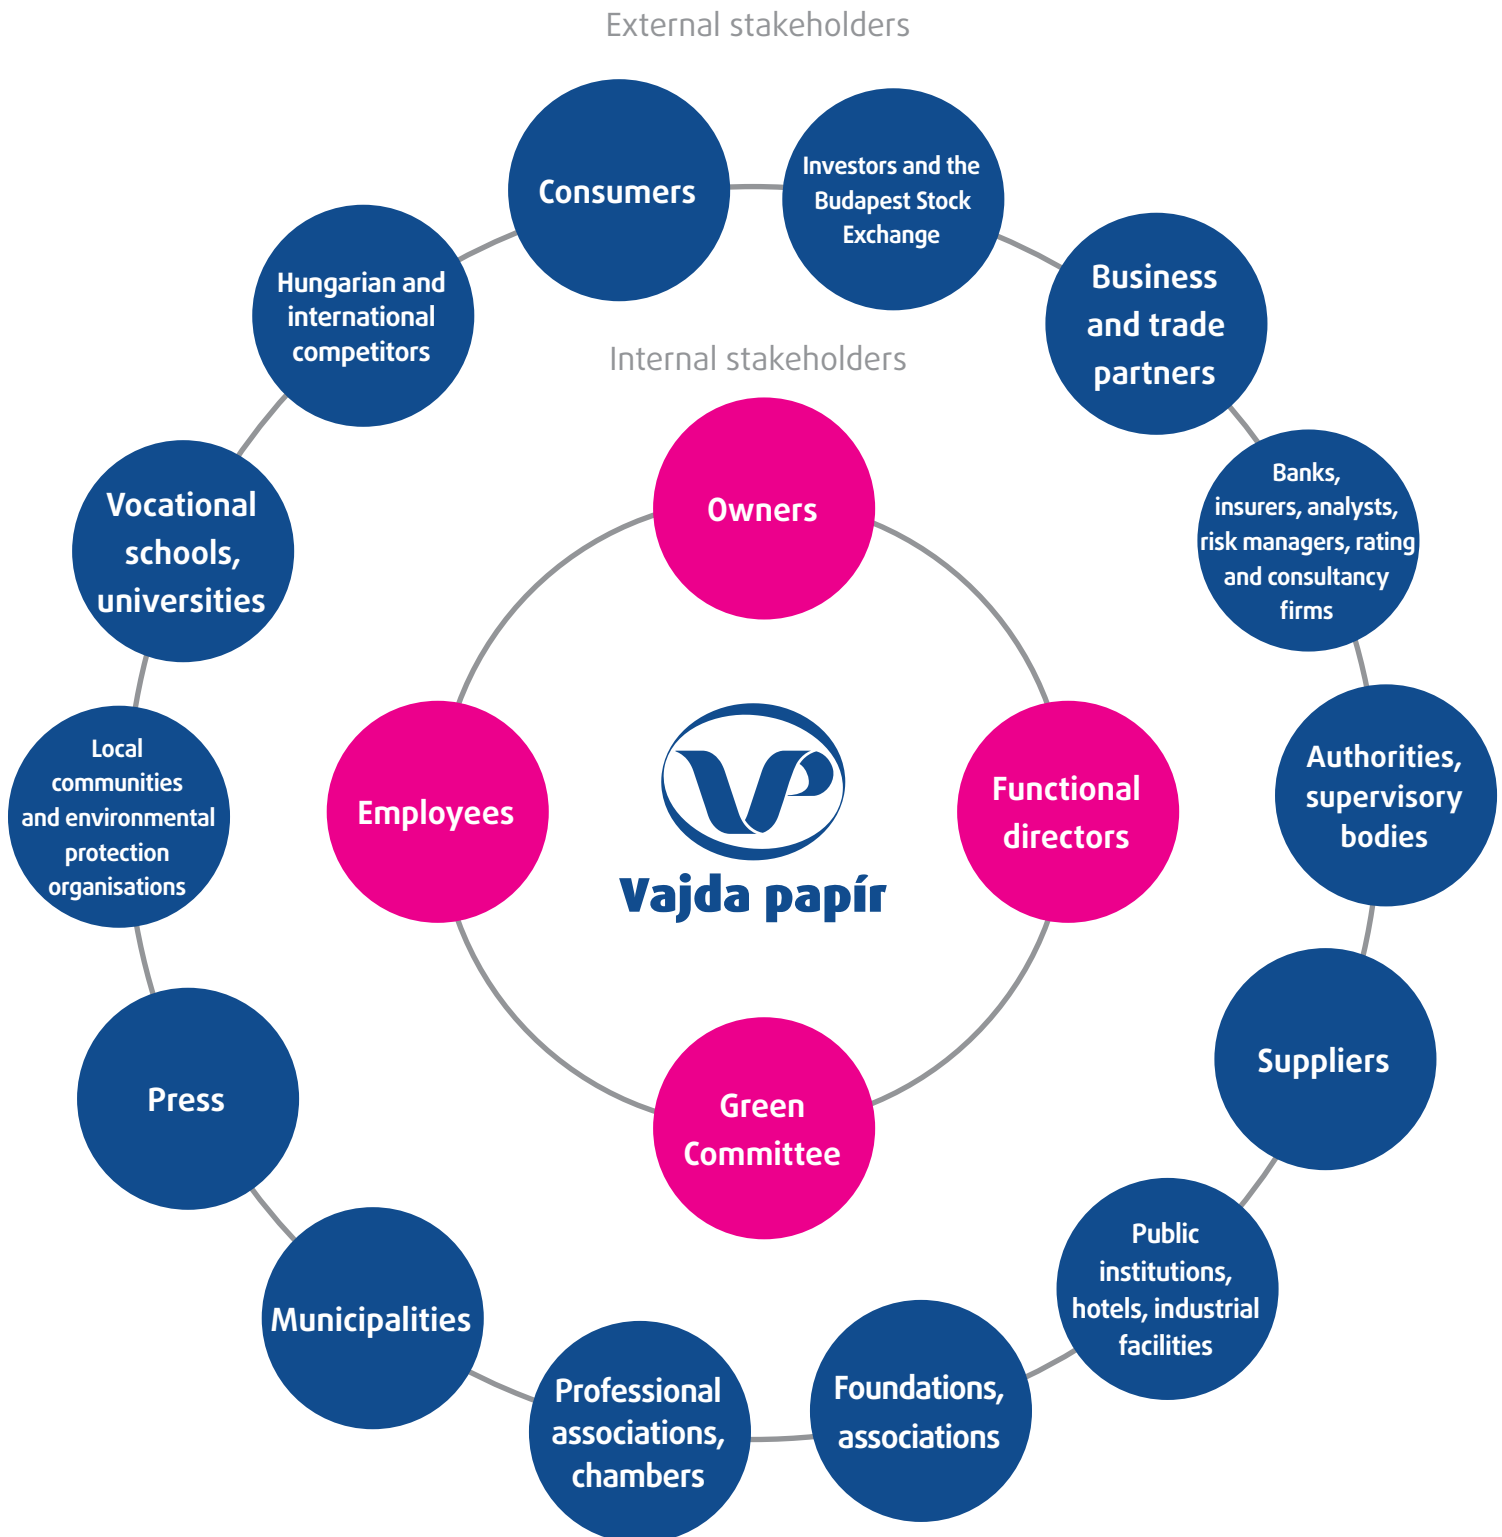 External stakeholders
Consumers
Investors and the
Budapest Stock
Exchange
Business
and trade
partners
Banks,
insurers, analysts,
risk managers, rating
and consultancy
firms
Authorities,
supervisory
bodies
Suppliers
Public
institutions,
hotels, industrial
facilities
Foundations,
associations
Professional
associations,
chambers
Municipalities
Press
Local
communities
and environmental
protection
organisations
Vocational
schools,
universities
Hungarian and
international
competitors
Internal stakeholders
Owners
Functional
directors
Green
Committee
Employees
VP
Vajda papír